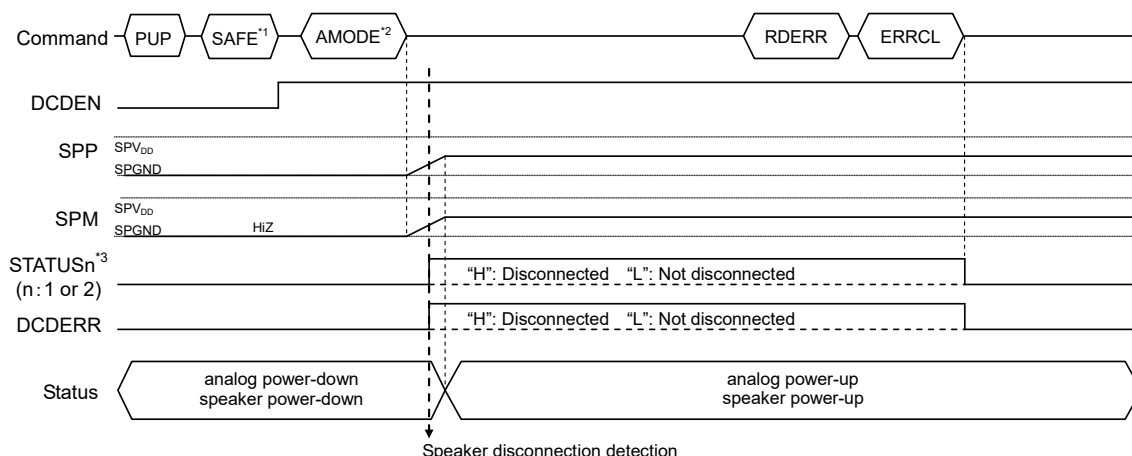 Command PUP SAFE*1 AMODE*2 RDERR ERRCL
DCDEN
SPP SPVDD
SPGND
SPM SPVDD
SPGND HiZ
STATUSn*3
(n : 1 or 2)
“H”: Disconnected “L”: Not disconnected
DCDERR “H”: Disconnected “L”: Not disconnected
Status
analog power-down
speaker power-down
analog power-up
speaker power-up
Speaker disconnection detection